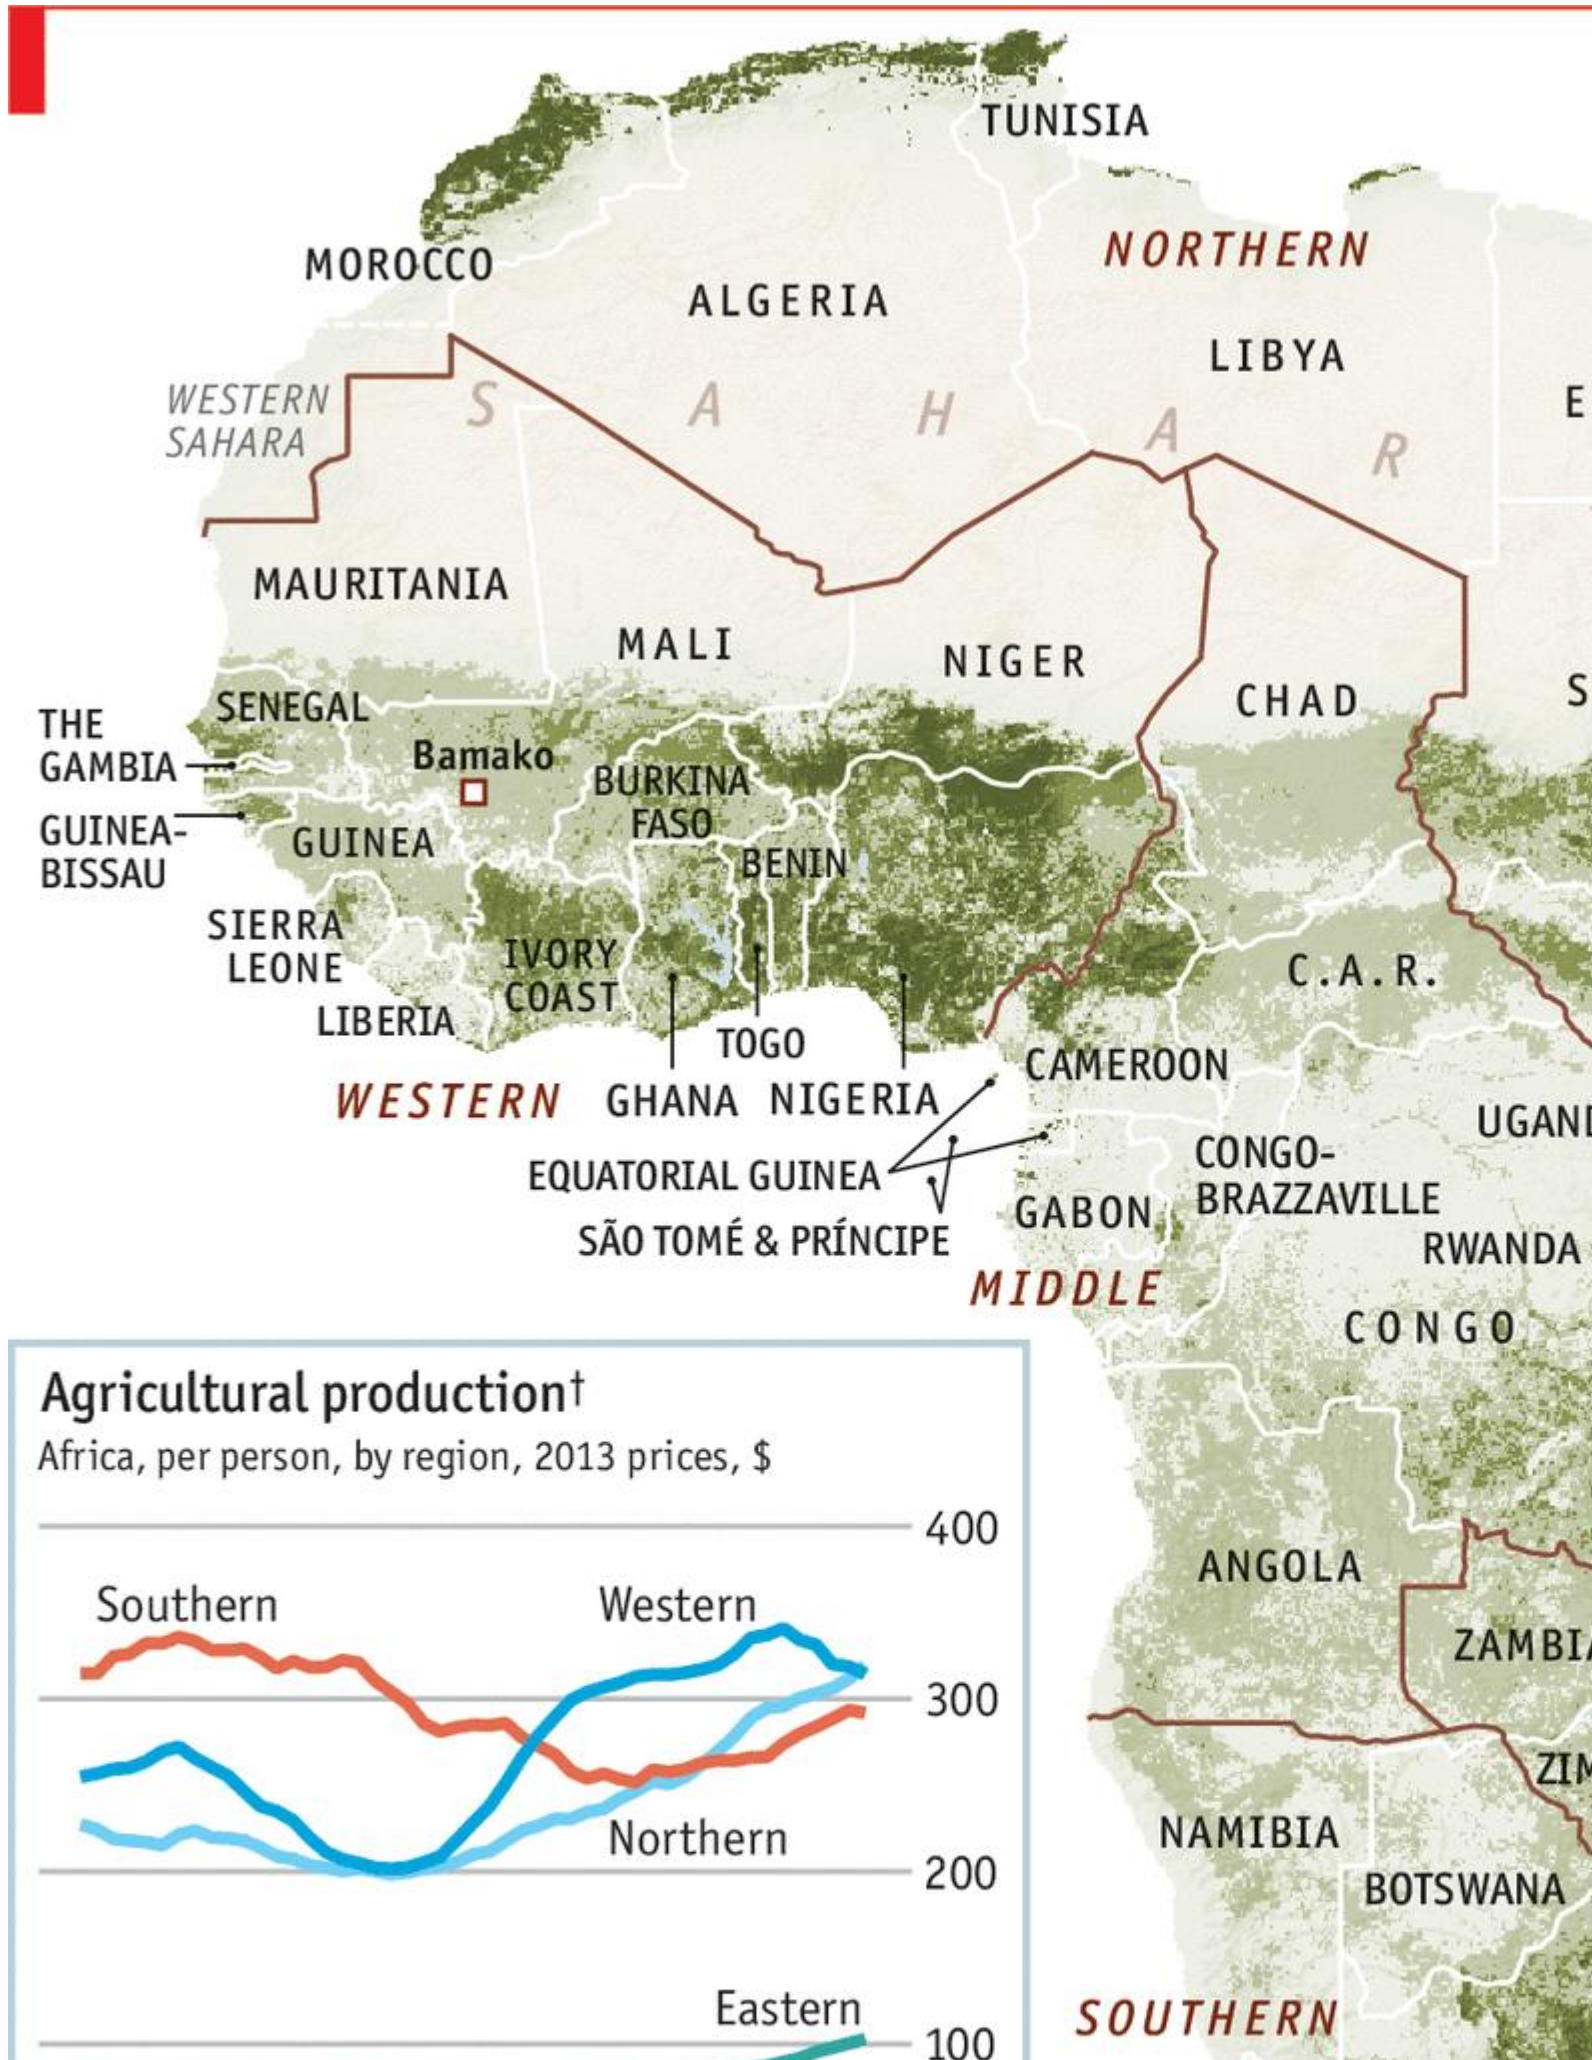 TUNISIA
NORTHERN
MOROCCO
ALGERIA
LIBYA
WESTERN
SAHARA
S A H A R
E
MAURITANIA
MALI
NIGER
CHAD
S
SENEGAL
THE
GAMBIA
Bamako
BURKINA
FASO
GUINEA-
BISSAU
GUINEA
BENIN
SIERRA
LEONE
IVORY
COAST
C.A.R.
LIBERIA
TOGO
CAMEROON
WESTERN
GHANA
NIGERIA
UGAND
CONGO-
BRAZZAVILLE
EQUATORIAL GUINEA
GABON
SÃO TOMÉ & PRÍNCIPE
RWANDA
MIDDLE
CONGO
ANGOLA
ZAMBIA
ZIM
NAMIBIA
BOTSWANA
SOUTHERN
Agricultural production†
Africa, per person, by region, 2013 prices, $
400
Southern
Western
300
Northern
200
Eastern
100